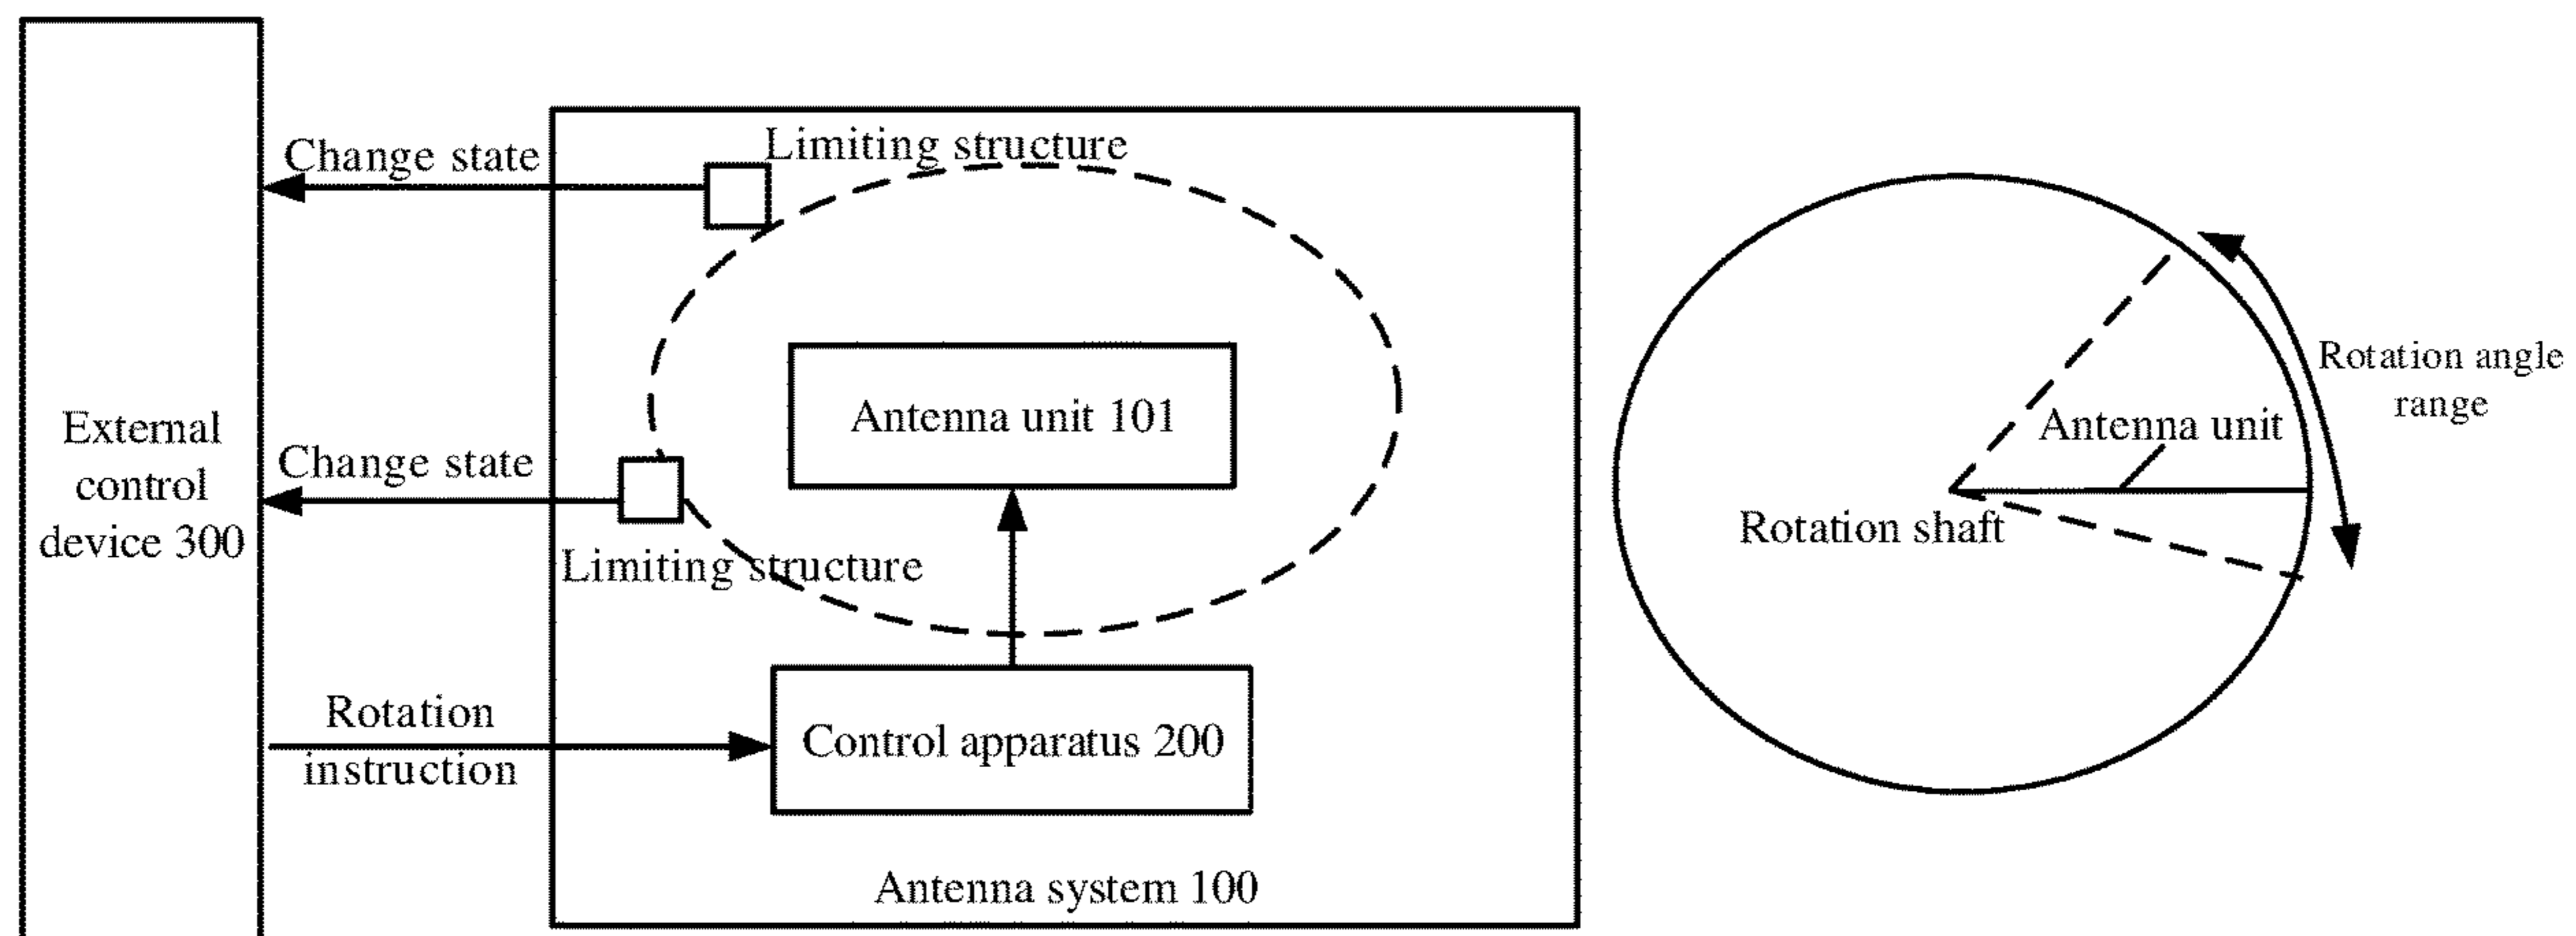 Change state
Limiting structure
External
control
device 300
Change state
Limiting structure
Antenna unit 101
Rotation
instruction
Control apparatus 200
Antenna system 100
Rotation angle
range
Antenna unit
Rotation shaft